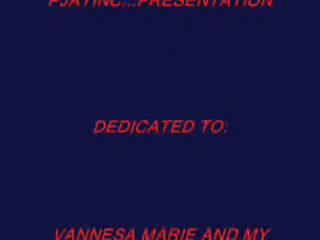 PJAYINC...PRESENTATION
DEDICATED TO:
VANNESA MARIE AND MY